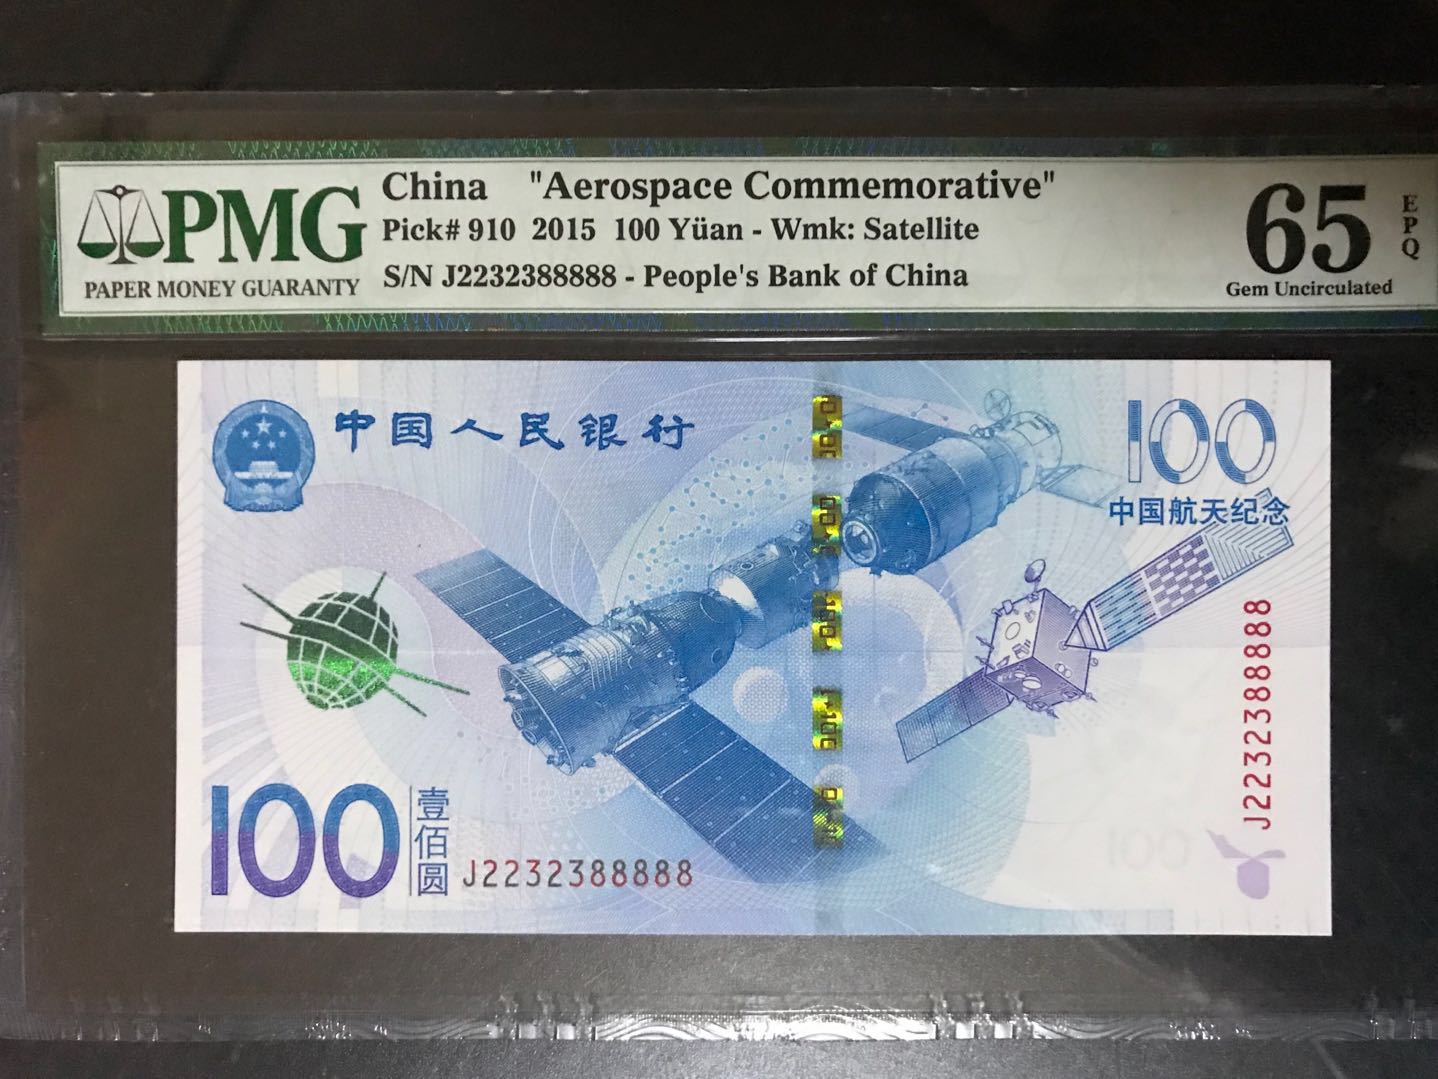 PMG
PAPER MONEY GUARANTY
China "Aerospace Commemorative"
Pick# 910 2015 100 Yüan - Wmk: Satellite
S/N J2232388888 - People's Bank of China
65
EPQ
Gem Uncirculated
中国人民银行
100
中国航天纪念
J2232388888
100
壹佰圆
J2232388888